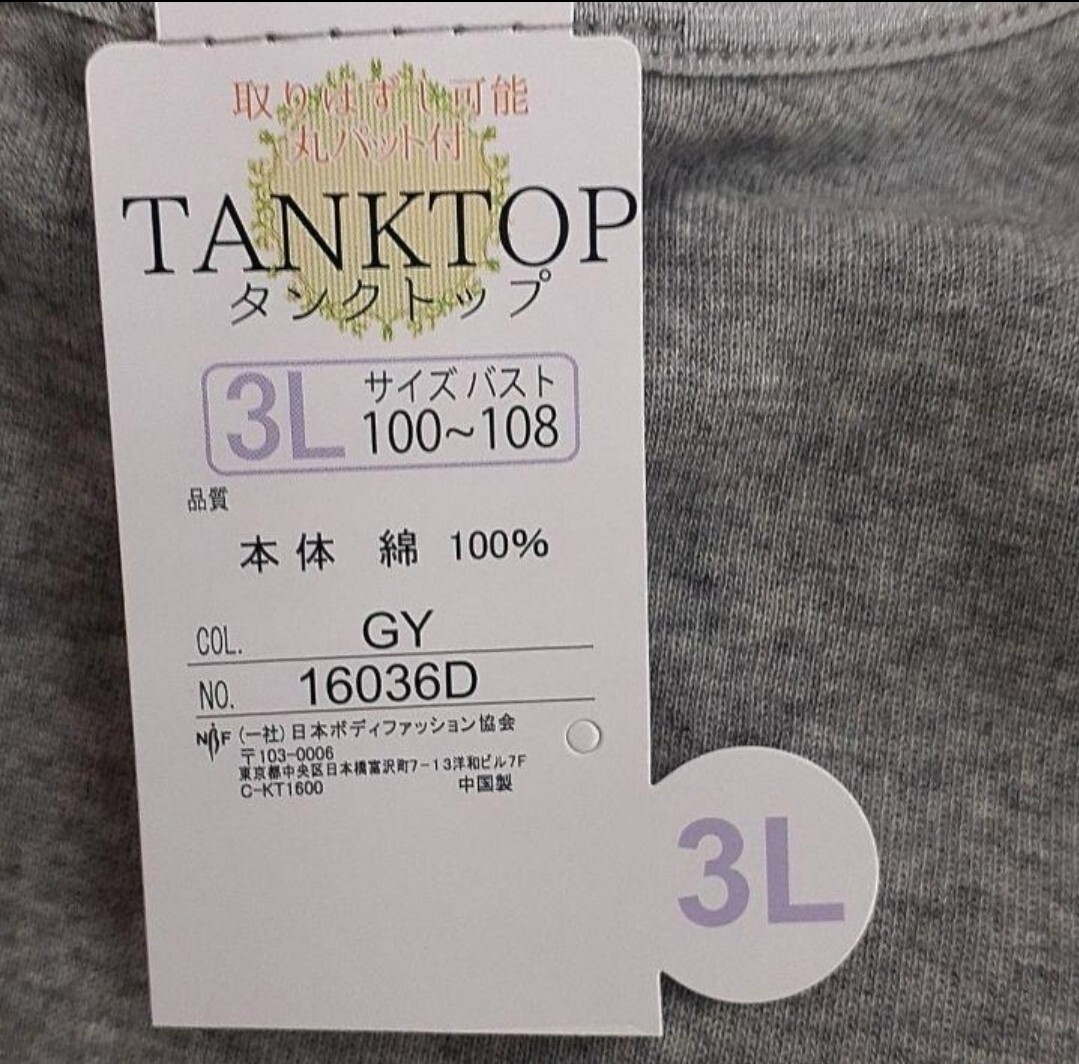 取りはずし可能
丸パット付
TANKTOP
タンクトップ
3L サイズ バスト
100~108
品質
本体 綿 100%
COL. GY
NO. 16036D
NBF (一社)日本ボディファッション協会
〒103-0006
東京都中央区日本橋富沢町7-13洋和ビル7F
C-KT1600 中国製
3L